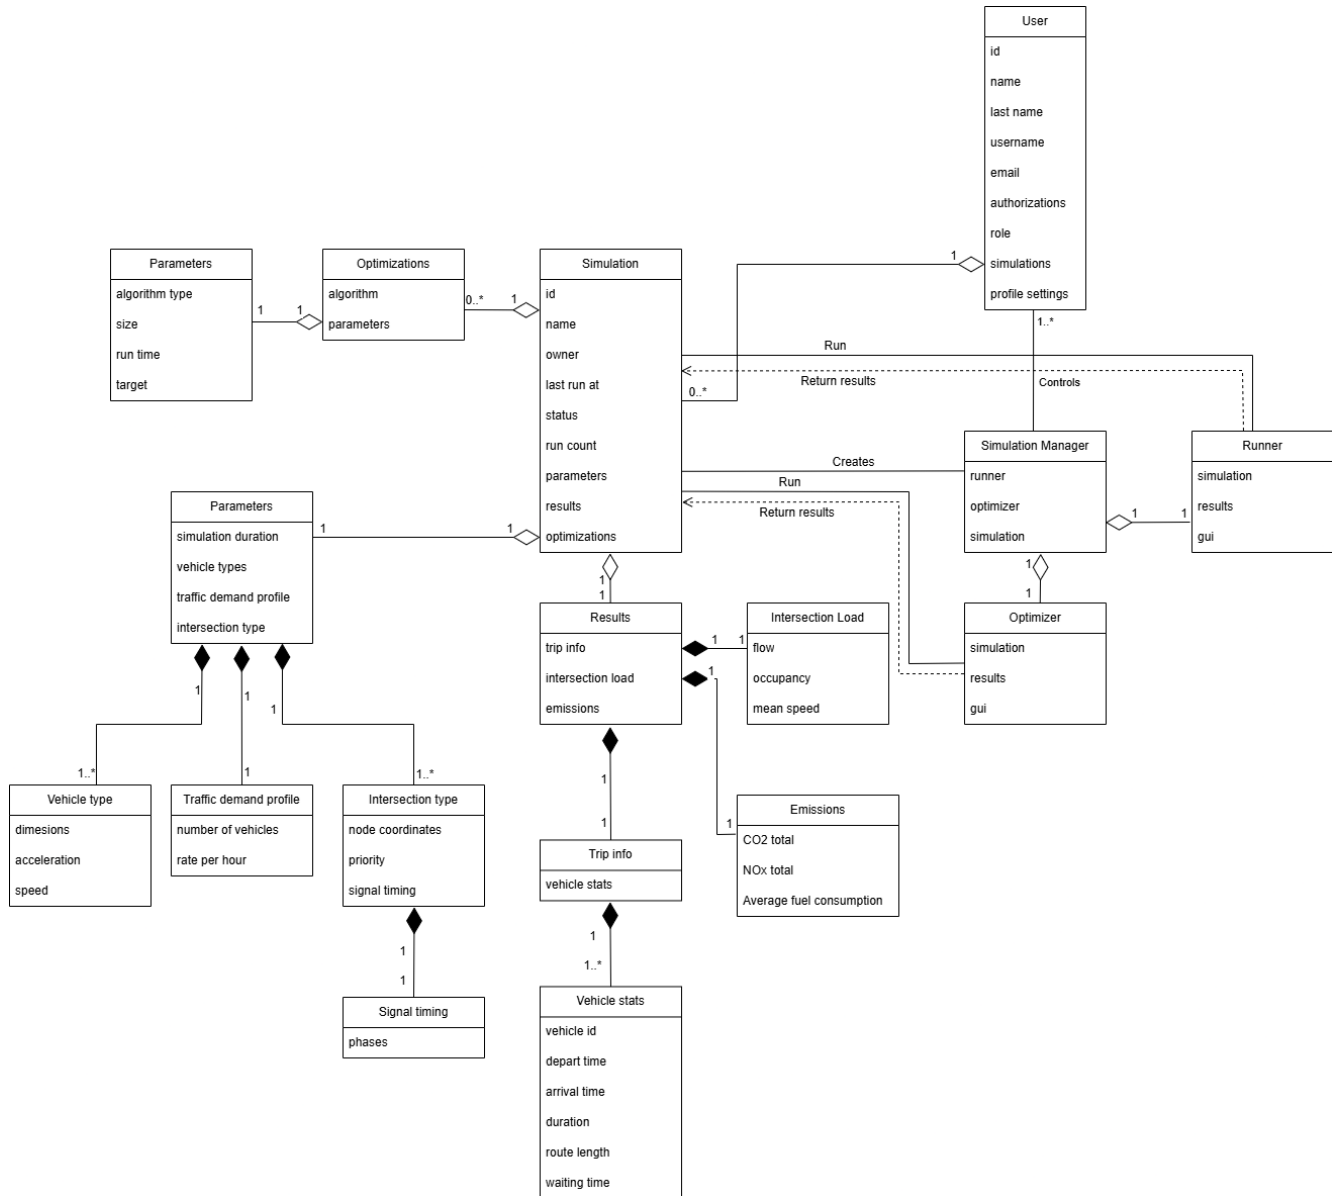 User
id
name
last name
username
email
authorizations
role
simulations
profile settings
1
1..*
Parameters
algorithm type
size
run time
target
1
1
Optimizations
algorithm
parameters
0..*
1
Simulation
id
name
owner
last run at
status
run count
parameters
results
optimizations
0..*
Run
Return results
Controls
Creates
Run
Return results
Simulation Manager
runner
optimizer
simulation
1
1
Runner
simulation
results
gui
1
1
Optimizer
simulation
results
gui
Parameters
simulation duration
vehicle types
traffic demand profile
intersection type
1
1
1
1
Results
trip info
intersection load
emissions
1
1
Intersection Load
flow
occupancy
mean speed
1
1
Emissions
CO2 total
NOx total
Average fuel consumption
1
1
1
1..*
1
1..*
Vehicle type
dimesions
acceleration
speed
Traffic demand profile
number of vehicles
rate per hour
Intersection type
node coordinates
priority
signal timing
1
1
Signal timing
phases
1
1
Trip info
vehicle stats
1
1..*
Vehicle stats
vehicle id
depart time
arrival time
duration
route length
waiting time